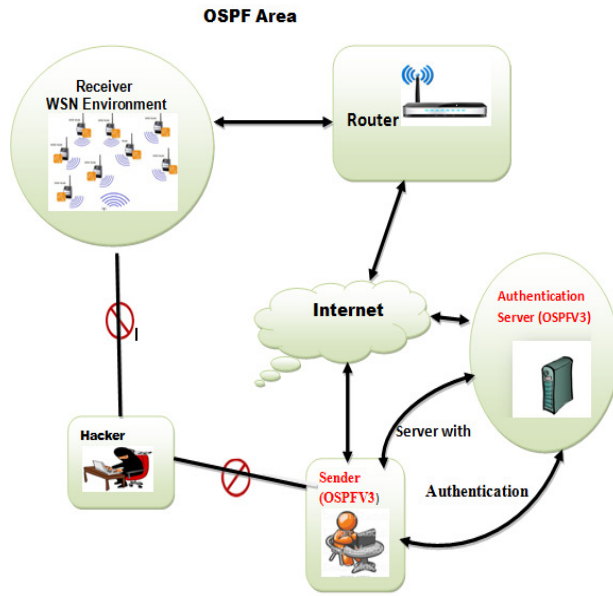 OSPF Area
Receiver
WSN Environment
Router
Internet
Authentication
Server (OSPFV3)
I
Hacker
Server with
Sender
(OSPFV3)
Authentication